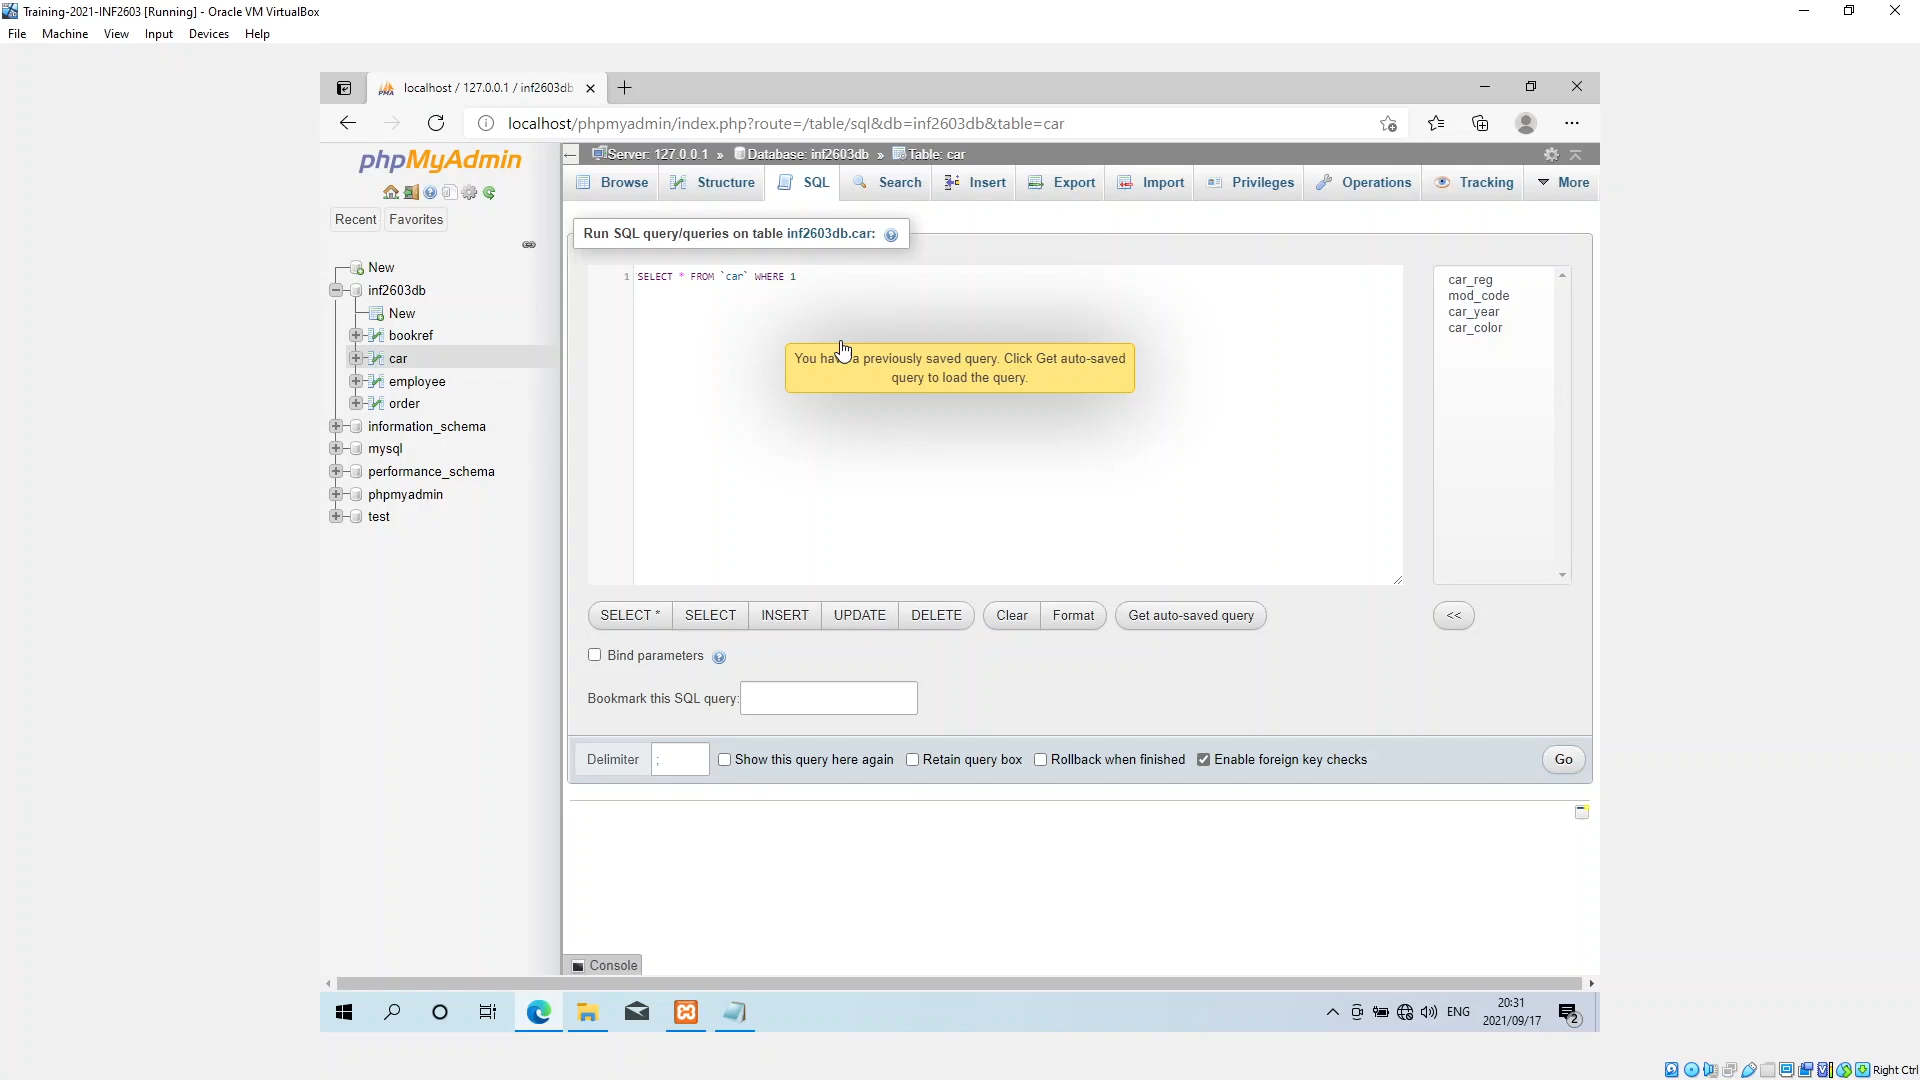 Training-2021-INF2603 [Running] - Oracle VM VirtualBox
File Machine View Input Devices Help
localhost / 127.0.0.1 / inf2603db
localhost/phpmyadmin/index.php?route=/table/sql&db=inf2603db&table=car
phpMyAdmin
Server: 127.0.0.1 » Database: inf2603db » Table: car
Browse Structure SQL Search Insert Export Import Privileges Operations Tracking More
Recent Favorites
Run SQL query/queries on table inf2603db.car:
New
inf2603db
New
bookref
car
employee
order
information_schema
mysql
performance_schema
phpmyadmin
test
1 SELECT * FROM `car` WHERE 1
car_reg
mod_code
car_year
car_color
You have a previously saved query. Click Get auto-saved
query to load the query.
SELECT * SELECT INSERT UPDATE DELETE Clear Format Get auto-saved query <<
Bind parameters
Bookmark this SQL query:
Delimiter ; Show this query here again Retain query box Rollback when finished Enable foreign key checks Go
Console
ENG
20:31
2021/09/17
2
Right Ctrl